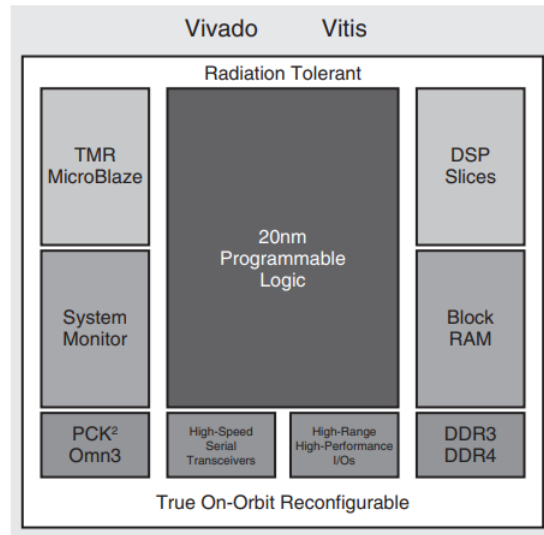 Vivado Vitis
Radiation Tolerant
TMR
MicroBlaze
20nm
Programmable
Logic
DSP
Slices
System
Monitor
Block
RAM
PCK²
Omn3
High-Speed
Serial
Transceivers
High-Range
High-Performance
I/Os
DDR3
DDR4
True On-Orbit Reconfigurable